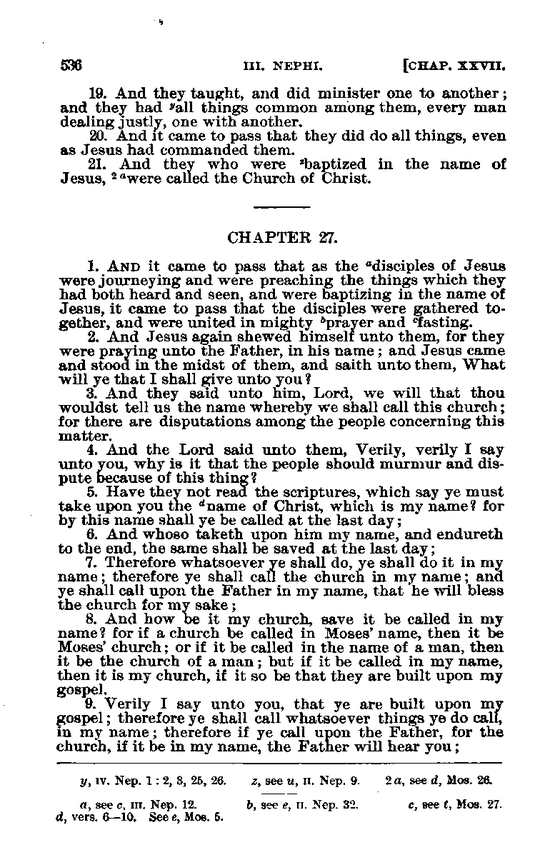 536 III. NEPHI. [CHAP. XXVII.
19. And they taught, and did minister one to another;
and they had ʸall things common among them, every man
dealing justly, one with another.
20. And it came to pass that they did do all things, even
as Jesus had commanded them.
21. And they who were ᶻbaptized in the name of
Jesus, ²ᵃwere called the Church of Christ.
CHAPTER 27.
1. AND it came to pass that as the ᵃdisciples of Jesus
were journeying and were preaching the things which they
had both heard and seen, and were baptizing in the name of
Jesus, it came to pass that the disciples were gathered to-
gether, and were united in mighty ᵇprayer and ᶜfasting.
2. And Jesus again shewed himself unto them, for they
were praying unto the Father, in his name; and Jesus came
and stood in the midst of them, and saith unto them, What
will ye that I shall give unto you?
3. And they said unto him, Lord, we will that thou
wouldst tell us the name whereby we shall call this church;
for there are disputations among the people concerning this
matter.
4. And the Lord said unto them, Verily, verily I say
unto you, why is it that the people should murmur and dis-
pute because of this thing?
5. Have they not read the scriptures, which say ye must
take upon you the ᵈname of Christ, which is my name? for
by this name shall ye be called at the last day;
6. And whoso taketh upon him my name, and endureth
to the end, the same shall be saved at the last day;
7. Therefore whatsoever ye shall do, ye shall do it in my
name; therefore ye shall call the church in my name; and
ye shall call upon the Father in my name, that he will bless
the church for my sake;
8. And how be it my church, save it be called in my
name? for if a church be called in Moses' name, then it be
Moses' church; or if it be called in the name of a man, then
it be the church of a man; but if it be called in my name,
then it is my church, if it so be that they are built upon my
gospel.
9. Verily I say unto you, that ye are built upon my
gospel; therefore ye shall call whatsoever things ye do call,
in my name; therefore if ye call upon the Father, for the
church, if it be in my name, the Father will hear you;
y, IV. Nep. 1:2, 3, 25, 26. z, see u, II. Nep. 9. 2 a, see d, Mos. 26.
a, see c, III. Nep. 12. b, see e, II. Nep. 32. c, see t, Mos. 27.
d, vers. 6—10. See e, Mos. 5.